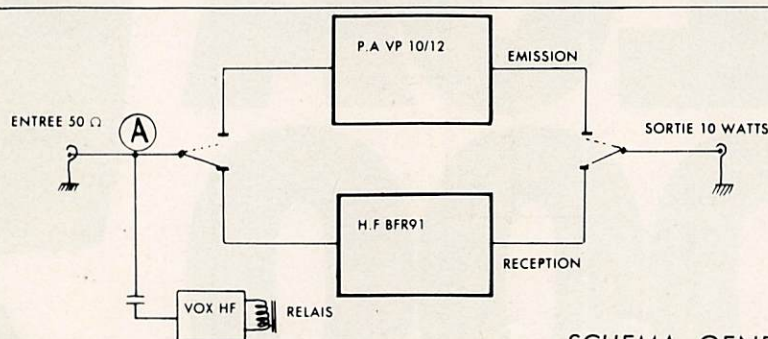 P.A VP 10/12
EMISSION
ENTREE 50 Ω
A
SORTIE 10 WATTS
H.F BFR91
RECEPTION
VOX HF
RELAIS